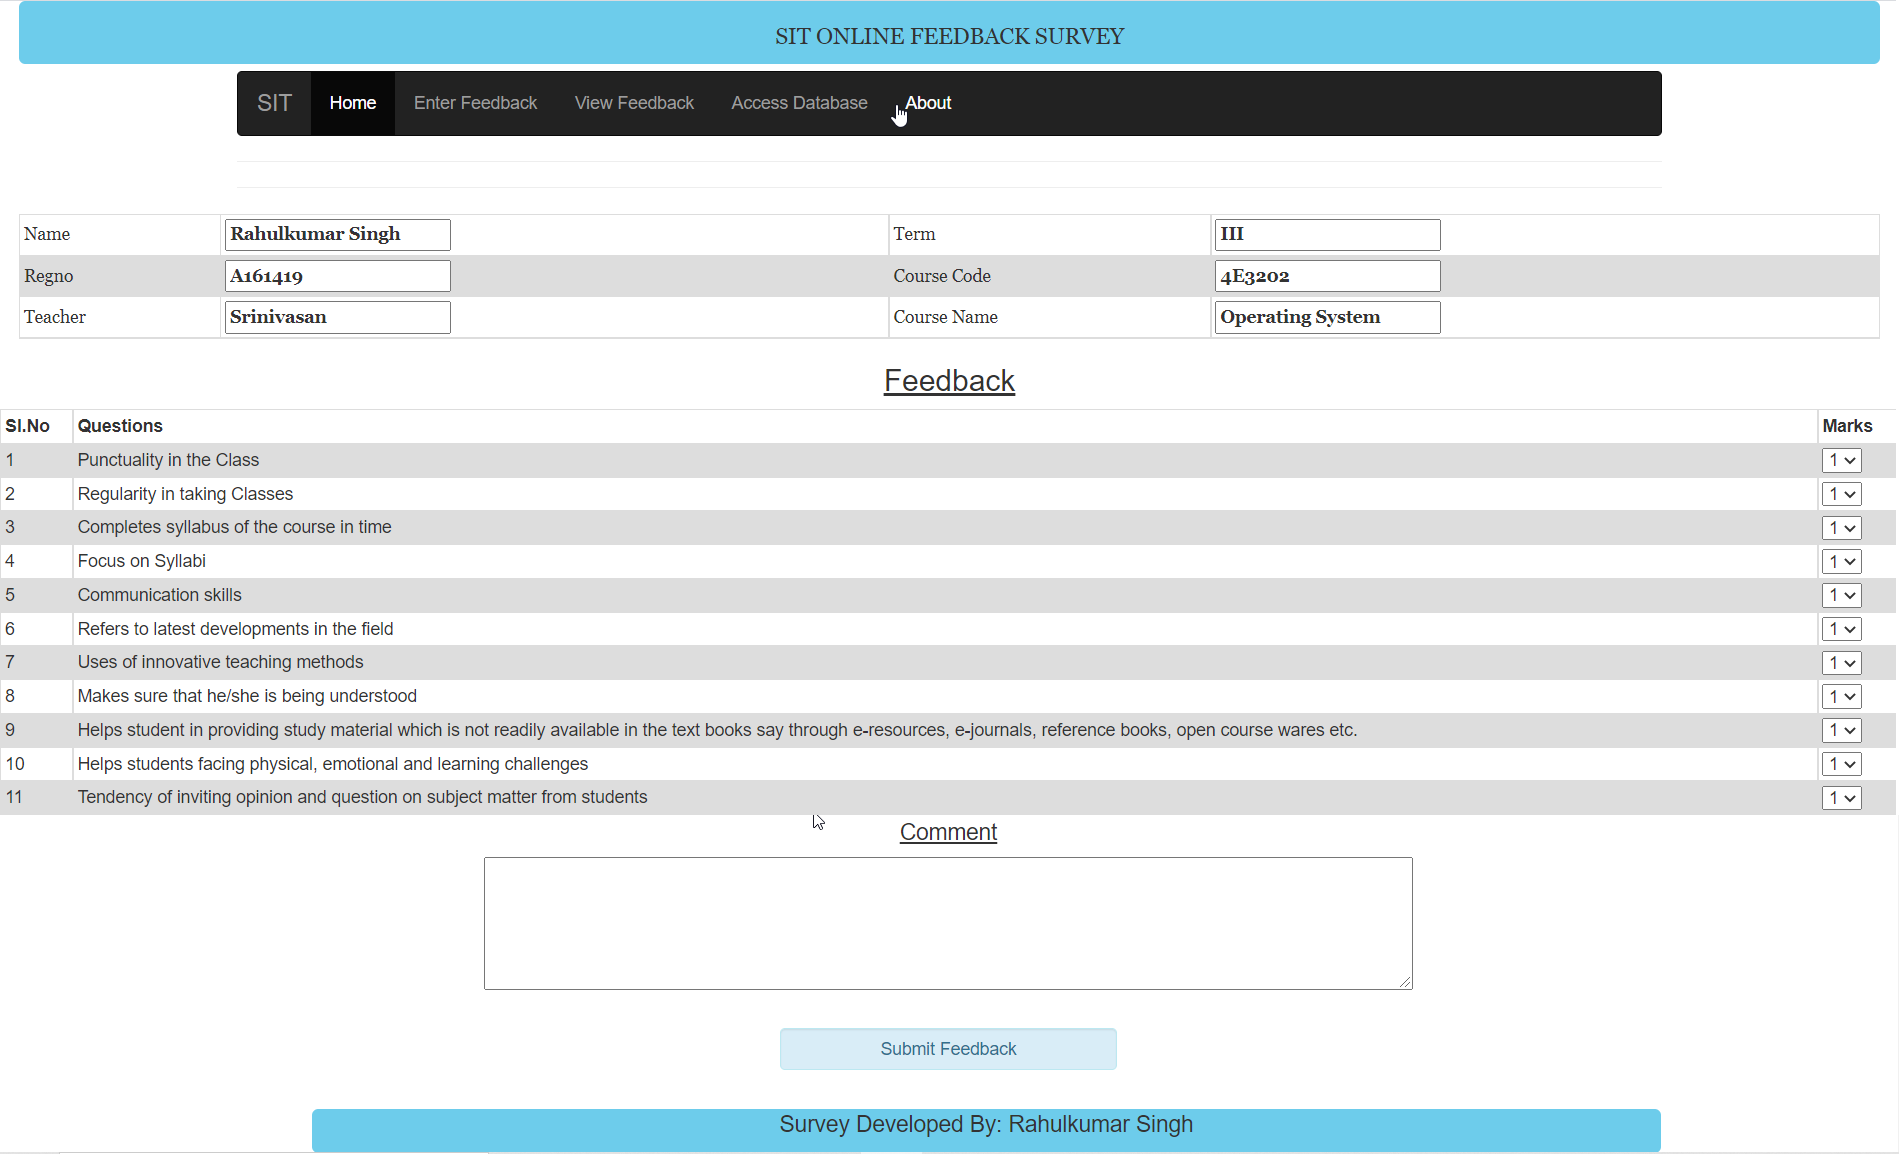 SIT ONLINE FEEDBACK SURVEY
SIT Home Enter Feedback View Feedback Access Database About
Name Rahulkumar Singh Term III
Regno A161419 Course Code 4E3202
Teacher Srinivasan Course Name Operating System
Feedback
Sl.No Questions Marks
1 Punctuality in the Class 1
2 Regularity in taking Classes 1
3 Completes syllabus of the course in time 1
4 Focus on Syllabi 1
5 Communication skills 1
6 Refers to latest developments in the field 1
7 Uses of innovative teaching methods 1
8 Makes sure that he/she is being understood 1
9 Helps student in providing study material which is not readily available in the text books say through e-resources, e-journals, reference books, open course wares etc. 1
10 Helps students facing physical, emotional and learning challenges 1
11 Tendency of inviting opinion and question on subject matter from students 1
Comment
Submit Feedback
Survey Developed By: Rahulkumar Singh